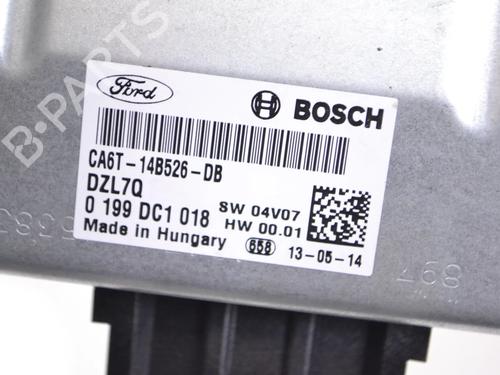 B-PARTS
Ford
BOSCH
CA6T-14B526-DB
DZL7Q
0 199 DC1 018
SW 04V07
HW 00.01
Made in Hungary
658
13-05-14